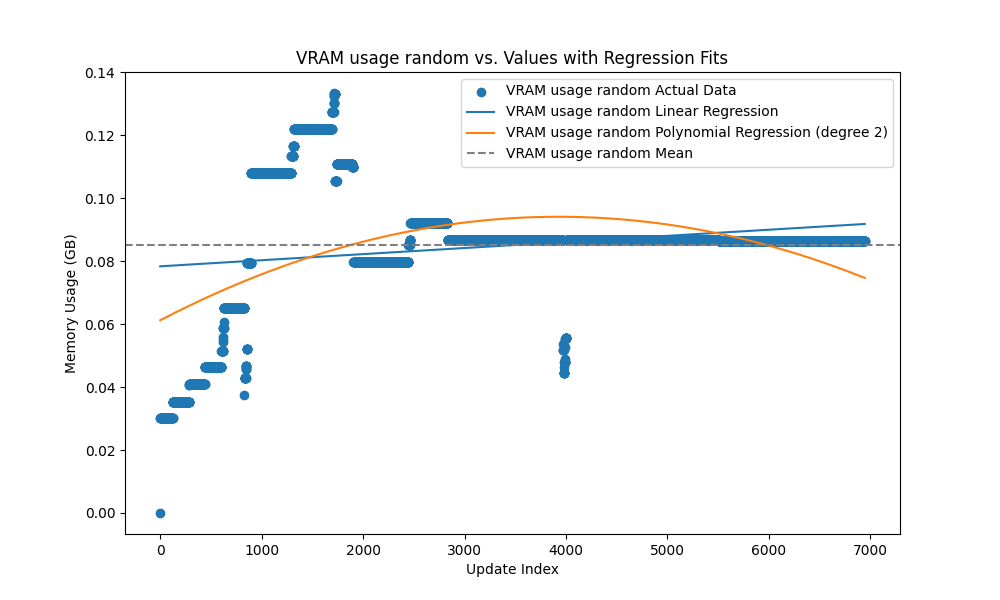 VRAM usage random vs. Values with Regression Fits
VRAM usage random Actual Data
VRAM usage random Linear Regression
VRAM usage random Polynomial Regression (degree 2)
VRAM usage random Mean
Memory Usage (GB)
0.14
0.12
0.10
0.08
0.06
0.04
0.02
0.00
0 1000 2000 3000 4000 5000 6000 7000
Update Index